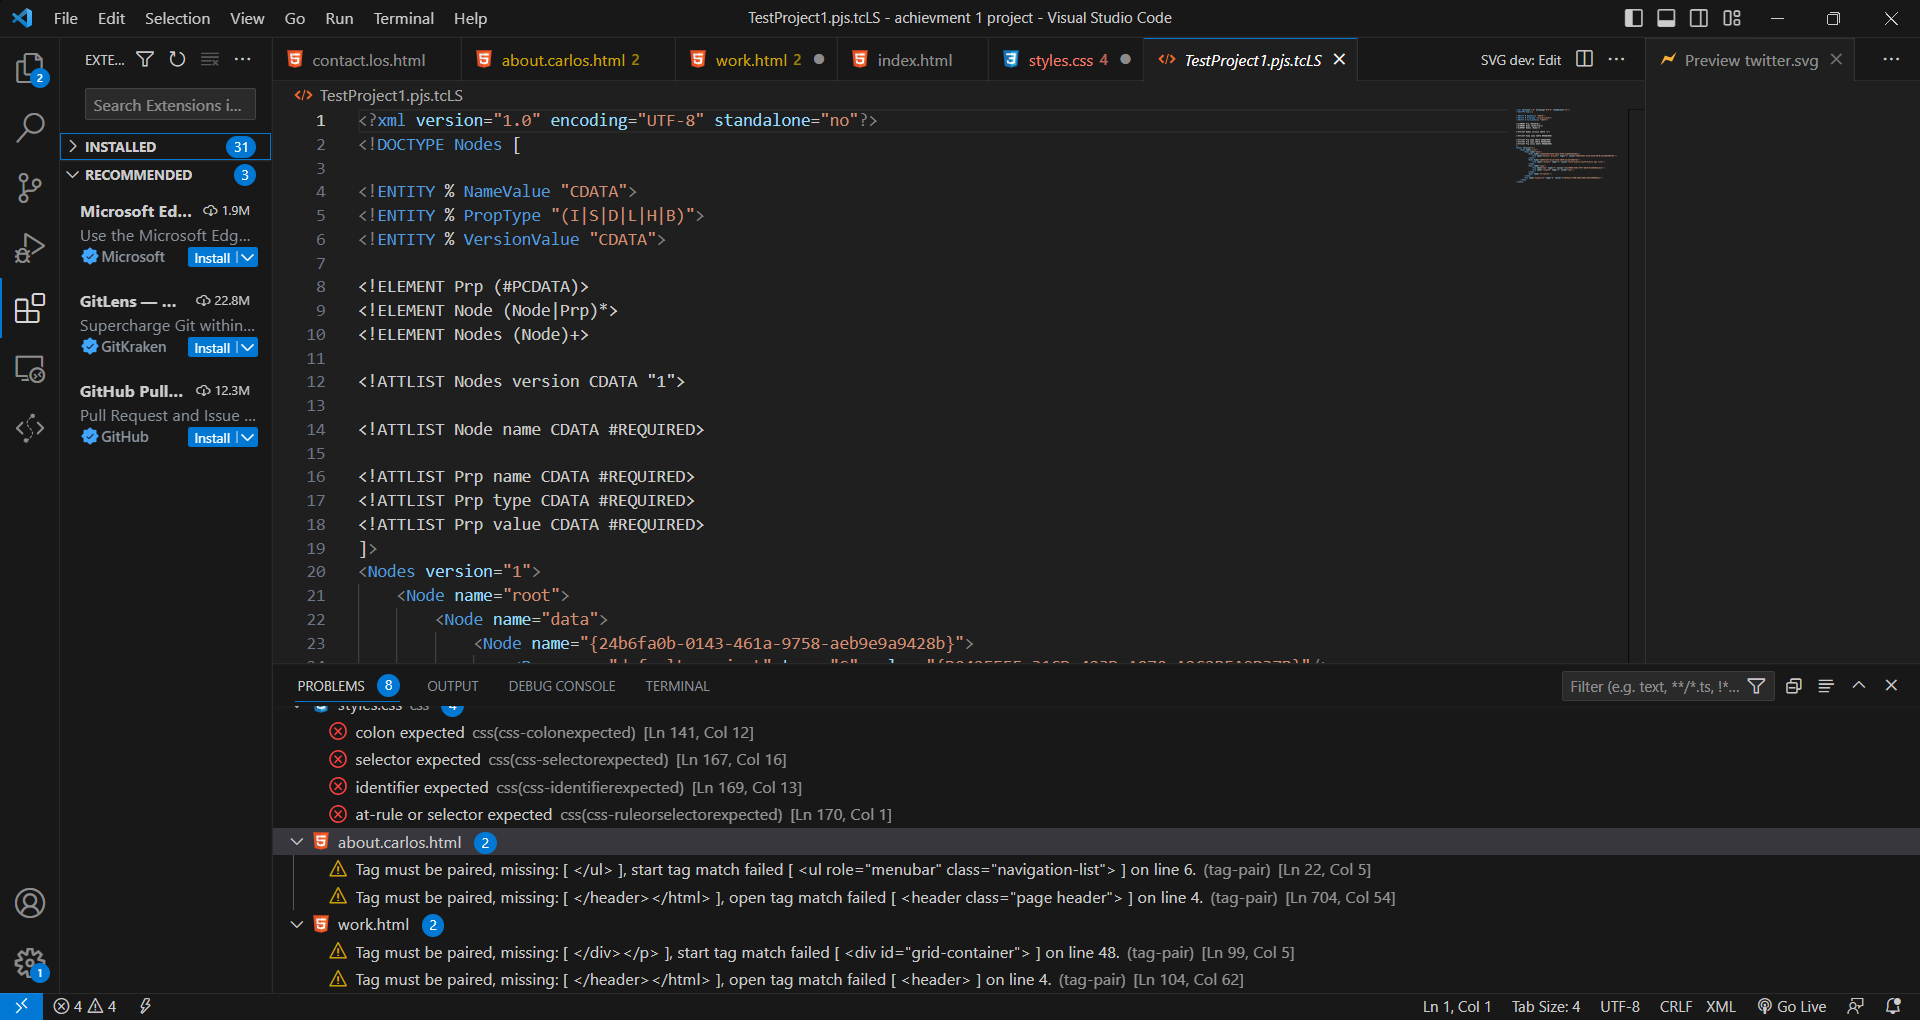 File Edit Selection View Go Run Terminal Help
TestProject1.pjs.tcLS - achievment 1 project - Visual Studio Code
EXTE...
Search Extensions i...
INSTALLED 31
RECOMMENDED 3
Microsoft Ed... 1.9M
Use the Microsoft Edg...
Microsoft Install
GitLens — ... 22.8M
Supercharge Git within...
GitKraken Install
GitHub Pull... 12.3M
Pull Request and Issue ...
GitHub Install
2
1
contact.los.html about.carlos.html 2 work.html 2 index.html styles.css 4 TestProject1.pjs.tcLS
SVG dev: Edit
Preview twitter.svg
TestProject1.pjs.tcLS
1 <?xml version="1.0" encoding="UTF-8" standalone="no"?>
2 <!DOCTYPE Nodes [
3
4 <!ENTITY % NameValue "CDATA">
5 <!ENTITY % PropType "(I|S|D|L|H|B)">
6 <!ENTITY % VersionValue "CDATA">
7
8 <!ELEMENT Prp (#PCDATA)>
9 <!ELEMENT Node (Node|Prp)*>
10 <!ELEMENT Nodes (Node)+>
11
12 <!ATTLIST Nodes version CDATA "1">
13
14 <!ATTLIST Node name CDATA #REQUIRED>
15
16 <!ATTLIST Prp name CDATA #REQUIRED>
17 <!ATTLIST Prp type CDATA #REQUIRED>
18 <!ATTLIST Prp value CDATA #REQUIRED>
19 ]>
20 <Nodes version="1">
21 <Node name="root">
22 <Node name="data">
23 <Node name="{24b6fa0b-0143-461a-9758-aeb9e9a9428b}">
PROBLEMS 8 OUTPUT DEBUG CONSOLE TERMINAL
Filter (e.g. text, **/*.ts, !*...
styles.css css 4
colon expected css(css-colonexpected) [Ln 141, Col 12]
selector expected css(css-selectorexpected) [Ln 167, Col 16]
identifier expected css(css-identifierexpected) [Ln 169, Col 13]
at-rule or selector expected css(css-ruleorselectorexpected) [Ln 170, Col 1]
about.carlos.html 2
Tag must be paired, missing: [ </ul> ], start tag match failed [ <ul role="menubar" class="navigation-list"> ] on line 6. (tag-pair) [Ln 22, Col 5]
Tag must be paired, missing: [ </header></html> ], open tag match failed [ <header class="page header"> ] on line 4. (tag-pair) [Ln 704, Col 54]
work.html 2
Tag must be paired, missing: [ </div></p> ], start tag match failed [ <div id="grid-container"> ] on line 48. (tag-pair) [Ln 99, Col 5]
Tag must be paired, missing: [ </header></html> ], open tag match failed [ <header> ] on line 4. (tag-pair) [Ln 104, Col 62]
4 4
Ln 1, Col 1 Tab Size: 4 UTF-8 CRLF XML Go Live